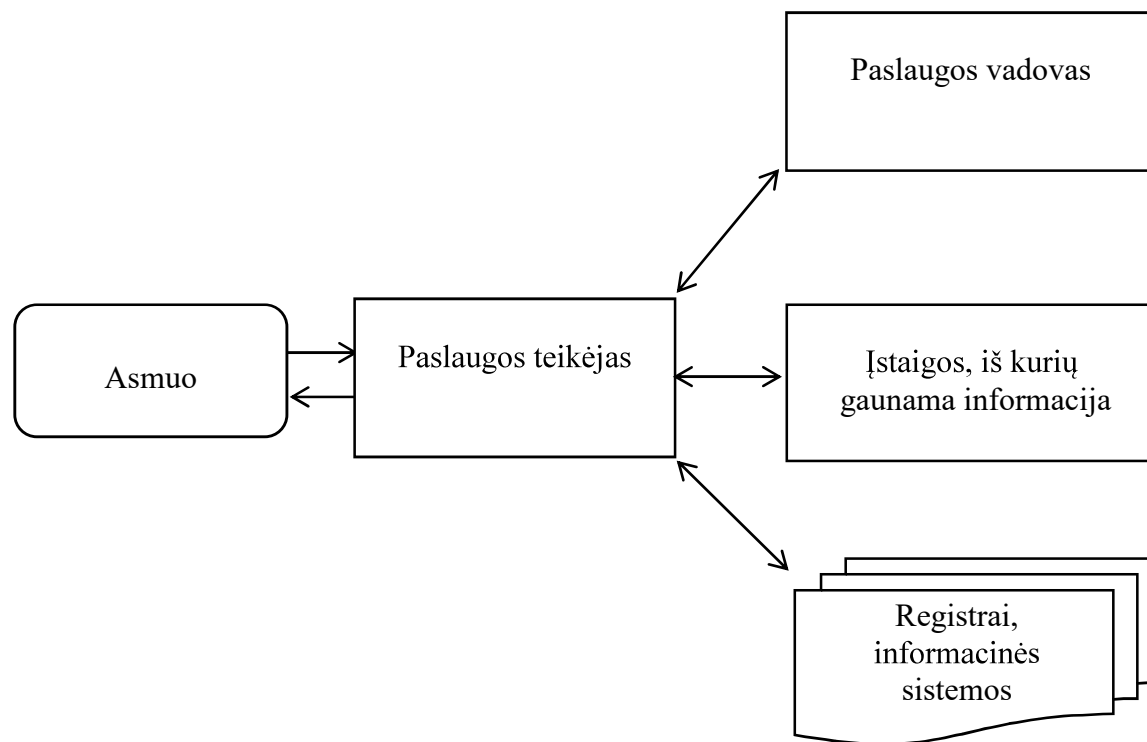 Paslaugos vadovas
Asmuo
Paslaugos teikėjas
Įstaigos, iš kurių
gaunama informacija
Registrai,
informacinės
sistemos